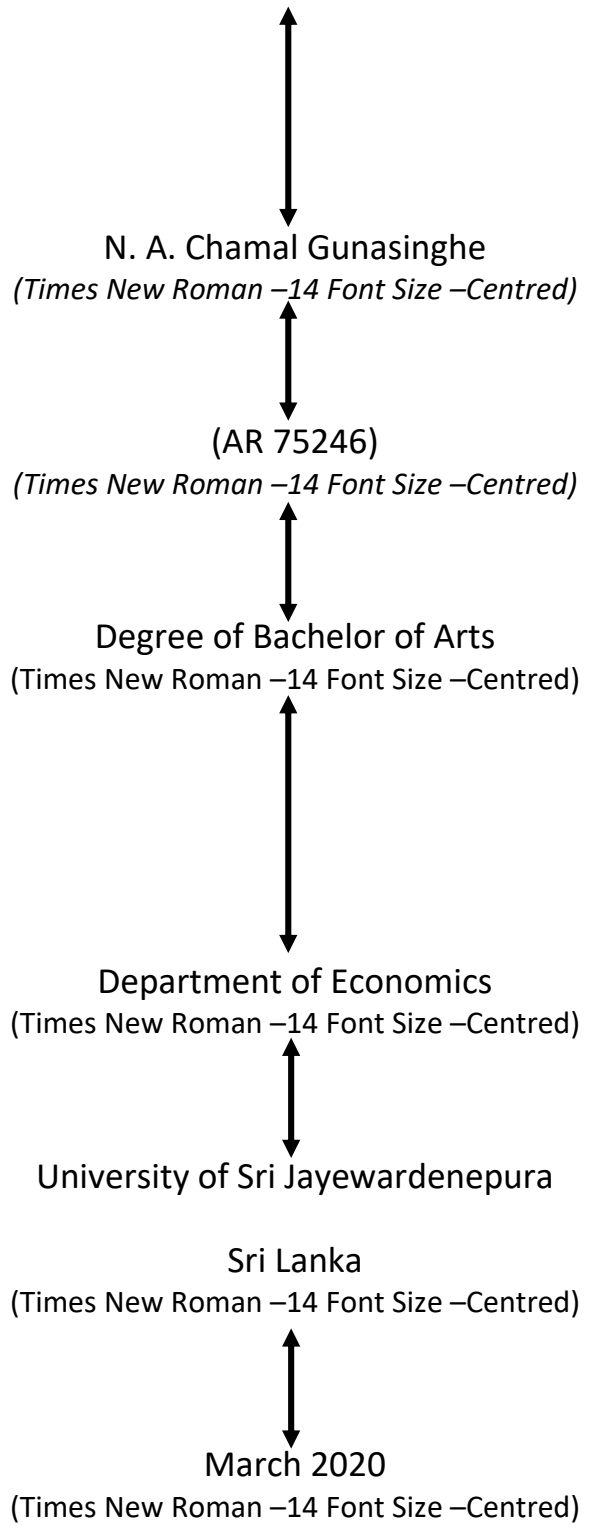 N. A. Chamal Gunasinghe
(Times New Roman –14 Font Size –Centred)
(AR 75246)
(Times New Roman –14 Font Size –Centred)
Degree of Bachelor of Arts
(Times New Roman –14 Font Size –Centred)
Department of Economics
(Times New Roman –14 Font Size –Centred)
University of Sri Jayewardenepura
Sri Lanka
(Times New Roman –14 Font Size –Centred)
March 2020
(Times New Roman –14 Font Size –Centred)